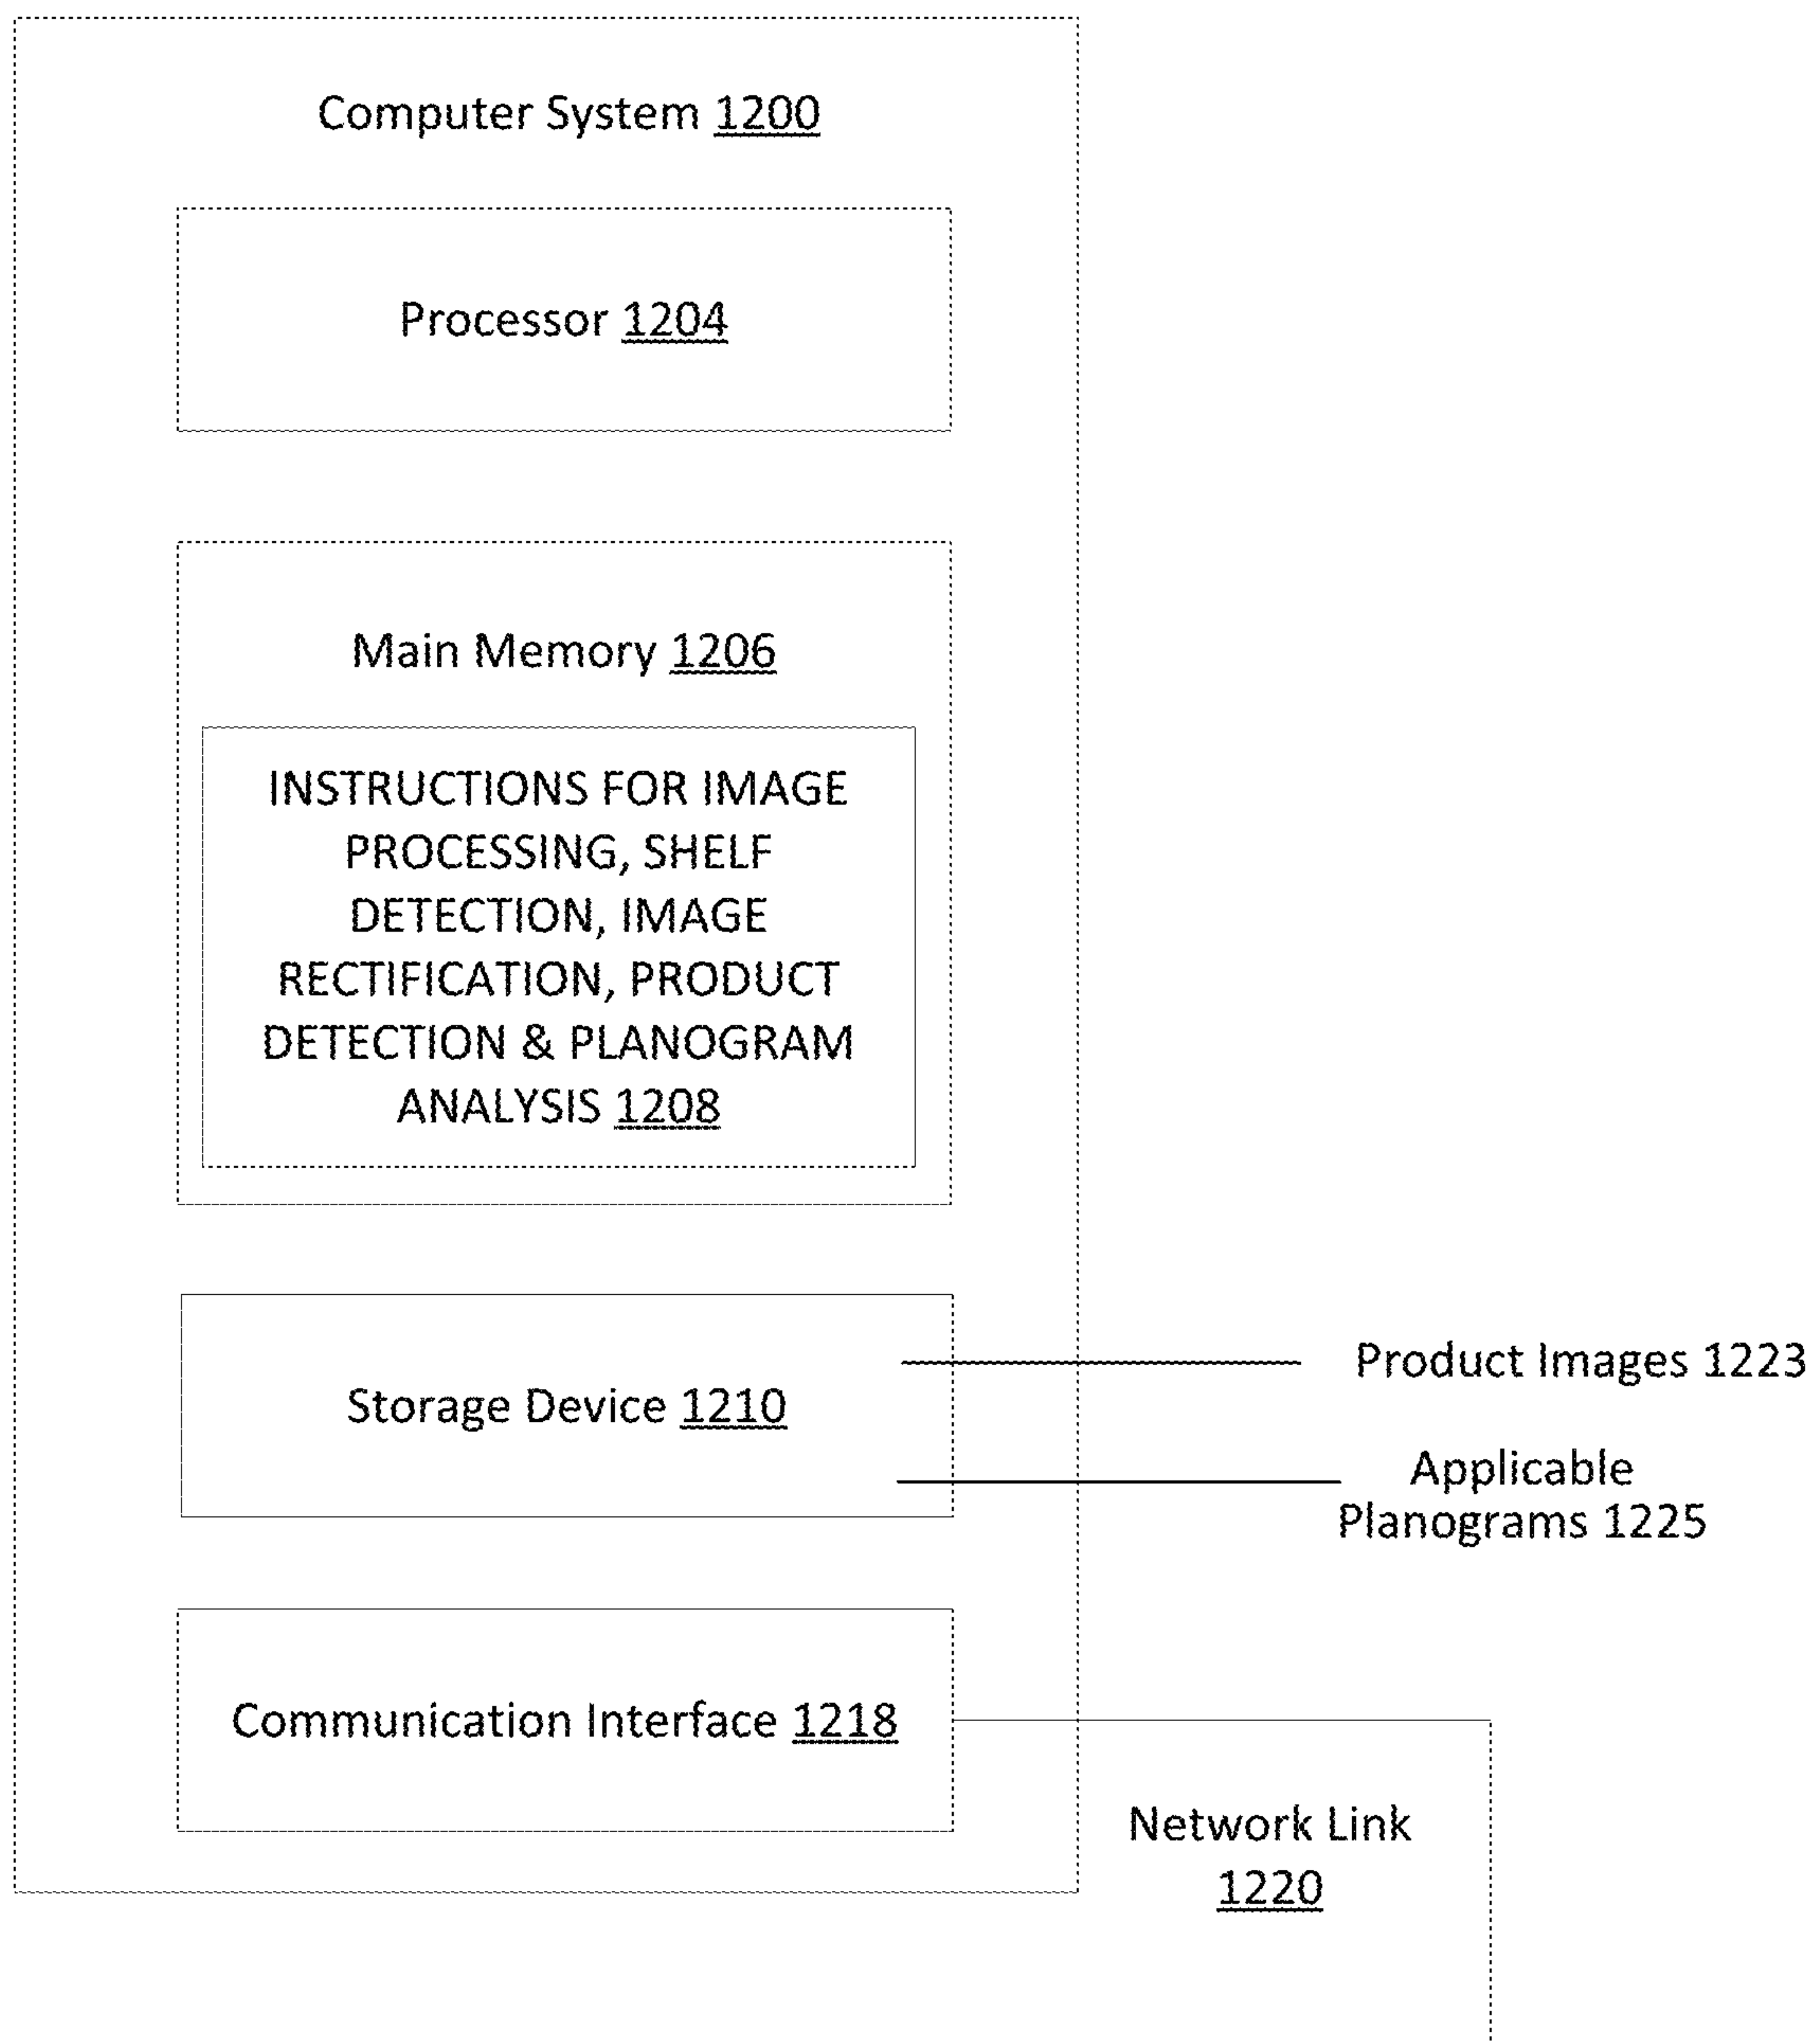 Computer System 1200
Processor 1204
Main Memory 1206
INSTRUCTIONS FOR IMAGE
PROCESSING, SHELF
DETECTION, IMAGE
RECTIFICATION, PRODUCT
DETECTION & PLANOGRAM
ANALYSIS 1208
Storage Device 1210
Product Images 1223
Applicable
Planograms 1225
Communication Interface 1218
Network Link
1220